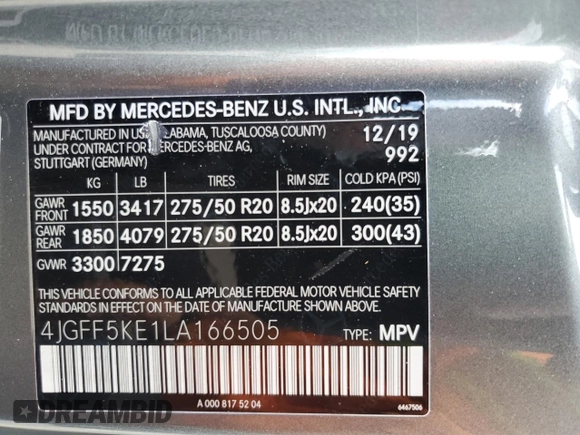 MFD BY MERCEDES-BENZ U.S. INTL., INC
MANUFACTURED IN USA ALABAMA, TUSCALOOSA COUNTY) 12/19
UNDER CONTRACT FOR MERCEDES-BENZ AG, 992
STUTTGART (GERMANY)
KG LB TIRES RIM SIZE COLD KPA (PSI)
GAWR FRONT 1550 3417 275/50 R20 8.5Jx20 240(35)
GAWR REAR 1850 4079 275/50 R20 8.5Jx20 300(43)
GVWR 3300 7275
THIS VEHICLE CONFORMS TO ALL APPLICABLE FEDERAL MOTOR VEHICLE SAFETY
STANDARDS IN EFFECT ON THE DATE OF MANUFACTURE SHOWN ABOVE.
4JGFF5KE1LA166505 TYPE: MPV
A 000 817 52 04 6467506
DREAMBID